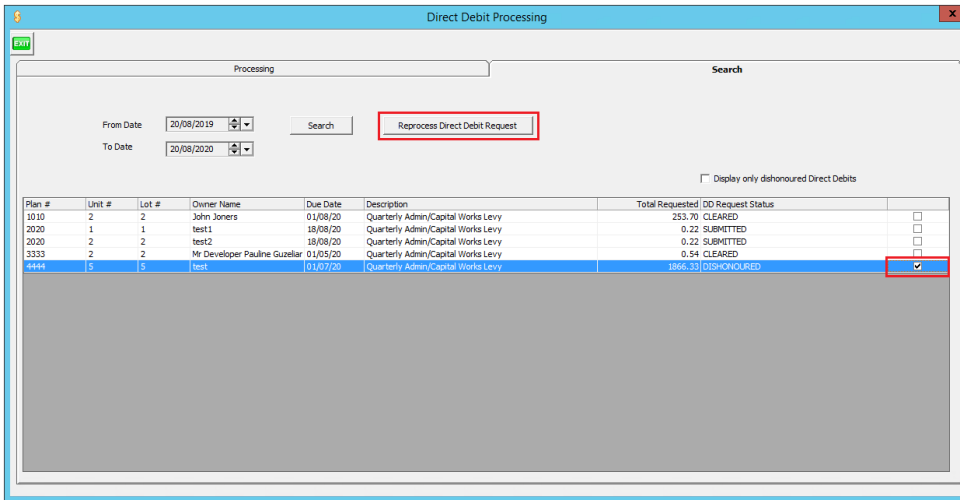 $
Direct Debit Processing
x
EXIT
Processing
Search
From Date
20/08/2019
Search
Reprocess Direct Debit Request
To Date
20/08/2020
Display only dishonoured Direct Debits
Plan # Unit # Lot # Owner Name Due Date Description Total Requested DD Request Status
1010 2 2 John Joners 01/08/20 Quarterly Admin/Capital Works Levy 253.70 CLEARED
2020 1 1 test1 18/08/20 Quarterly Admin/Capital Works Levy 0.22 SUBMITTED
2020 2 2 test2 18/08/20 Quarterly Admin/Capital Works Levy 0.22 SUBMITTED
3333 2 2 Mr Developer Pauline Guzeliar 01/05/20 Quarterly Admin/Capital Works Levy 0.54 CLEARED
4444 5 5 test 01/07/20 Quarterly Admin/Capital Works Levy 1866.33 DISHONOURED